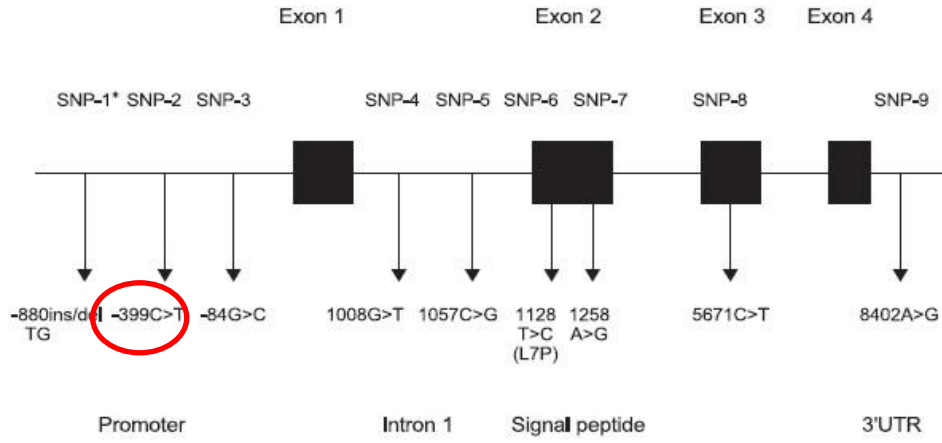 Exon 1 Exon 2 Exon 3 Exon 4
SNP-1* SNP-2 SNP-3 SNP-4 SNP-5 SNP-6 SNP-7 SNP-8 SNP-9
-880ins/del -399C>T -84G>C 1008G>T 1057C>G 1128 1258 5671C>T 8402A>G
TG T>C A>G
(L7P)
Promoter Intron 1 Signal peptide 3'UTR